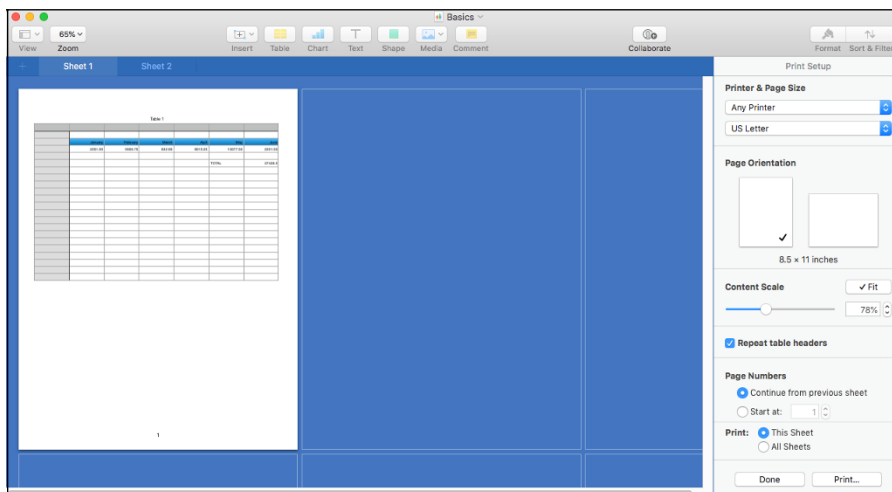 Basics
65%
View Zoom Insert Table Chart Text Shape Media Comment Collaborate Format Sort & Filter
Sheet 1 Sheet 2 Print Setup
Printer & Page Size
Any Printer
US Letter
Table 1
January February March April May June
TOTAL
Page Orientation
8.5 × 11 inches
Content Scale Fit
78%
Repeat table headers
Page Numbers
Continue from previous sheet
Start at: 1
1
Print: This Sheet
All Sheets
Done Print...